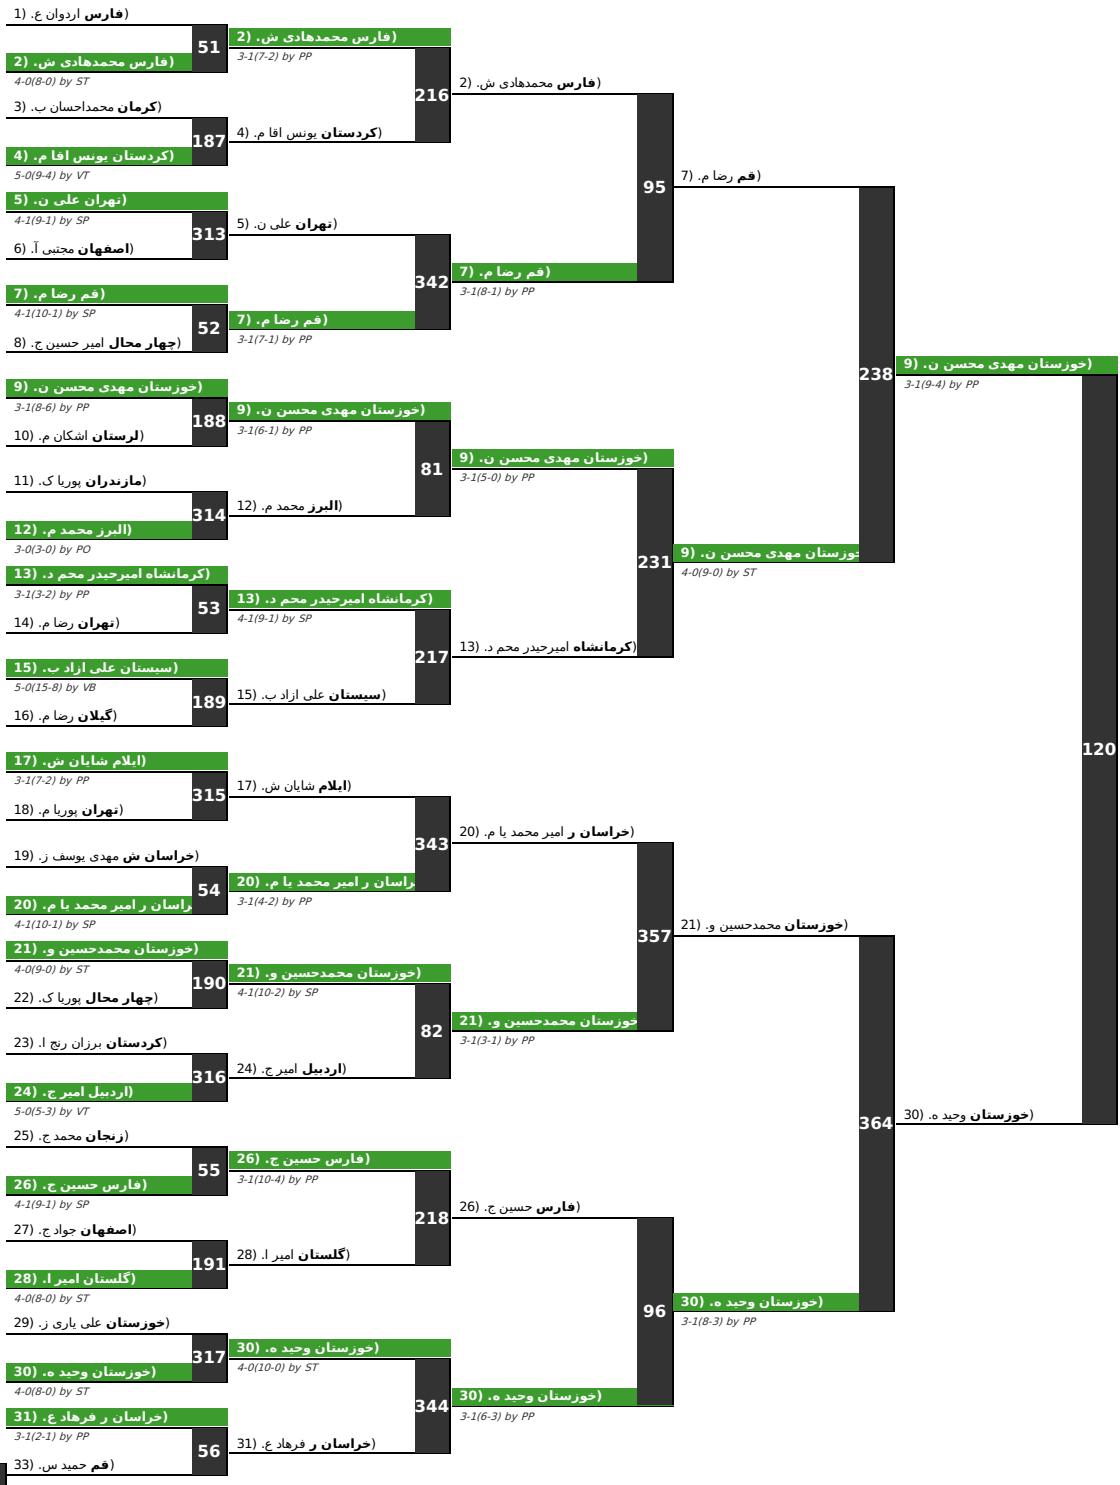 1) .فارس اردوان ع)
51
2) .فارس محمدهادی ش)
4-0(8-0) by ST
3) .کرمان محمداحسان ب)
187
4) .کردستان یونس اقا م)
5-0(9-4) by VT
5) .تهران علی ن)
4-1(9-1) by SP
313
6) .اصفهان مجتبی آ)
7) .قم رضا م)
4-1(10-1) by SP
52
8) .چهار محال امیر حسین ج)
9) .خوزستان مهدی محسن ن)
3-1(8-6) by PP
188
10) .لرستان اشکان م)
11) .مازندران پوریا ک)
314
12) .البرز محمد م)
3-0(3-0) by PO
13) .کرمانشاه امیرحیدر محم د)
3-1(3-2) by PP
53
14) .تهران رضا م)
15) .سیستان علی ازاد ب)
5-0(15-8) by VB
189
16) .گیلان رضا م)
17) .ایلام شایان ش)
3-1(7-2) by PP
315
18) .تهران پوریا م)
19) .خراسان ش مهدی یوسف ز)
54
20) .خراسان ر امیر محمد یا م)
4-1(10-1) by SP
21) .خوزستان محمدحسین و)
4-0(9-0) by ST
190
22) .چهار محال پوریا ک)
23) .کردستان برزان رنج ا)
316
24) .اردبیل امیر ج)
5-0(5-3) by VT
25) .زنجان محمد ج)
55
26) .فارس حسین ج)
4-1(9-1) by SP
27) .اصفهان جواد ج)
191
28) .گلستان امیر ا)
4-0(8-0) by ST
29) .خوزستان علی یاری ز)
317
30) .خوزستان وحید ه)
4-0(8-0) by ST
31) .خراسان ر فرهاد ع)
3-1(2-1) by PP
56
33) .قم حمید س)
2) .فارس محمدهادی ش)
3-1(7-2) by PP
216
4) .کردستان یونس اقا م)
5) .تهران علی ن)
342
7) .قم رضا م)
3-1(7-1) by PP
9) .خوزستان مهدی محسن ن)
3-1(6-1) by PP
81
12) .البرز محمد م)
13) .کرمانشاه امیرحیدر محم د)
4-1(9-1) by SP
217
15) .سیستان علی ازاد ب)
17) .ایلام شایان ش)
343
20) .خراسان ر امیر محمد یا م)
3-1(4-2) by PP
21) .خوزستان محمدحسین و)
4-1(10-2) by SP
82
24) .اردبیل امیر ج)
26) .فارس حسین ج)
3-1(10-4) by PP
218
28) .گلستان امیر ا)
30) .خوزستان وحید ه)
4-0(10-0) by ST
344
31) .خراسان ر فرهاد ع)
2) .فارس محمدهادی ش)
95
7) .قم رضا م)
3-1(8-1) by PP
9) .خوزستان مهدی محسن ن)
3-1(5-0) by PP
231
13) .کرمانشاه امیرحیدر محم د)
20) .خراسان ر امیر محمد یا م)
357
21) .خوزستان محمدحسین و)
3-1(3-1) by PP
26) .فارس حسین ج)
96
30) .خوزستان وحید ه)
3-1(6-3) by PP
7) .قم رضا م)
238
9) .خوزستان مهدی محسن ن)
4-0(9-0) by ST
21) .خوزستان محمدحسین و)
364
30) .خوزستان وحید ه)
3-1(8-3) by PP
9) .خوزستان مهدی محسن ن)
3-1(9-4) by PP
120
30) .خوزستان وحید ه)